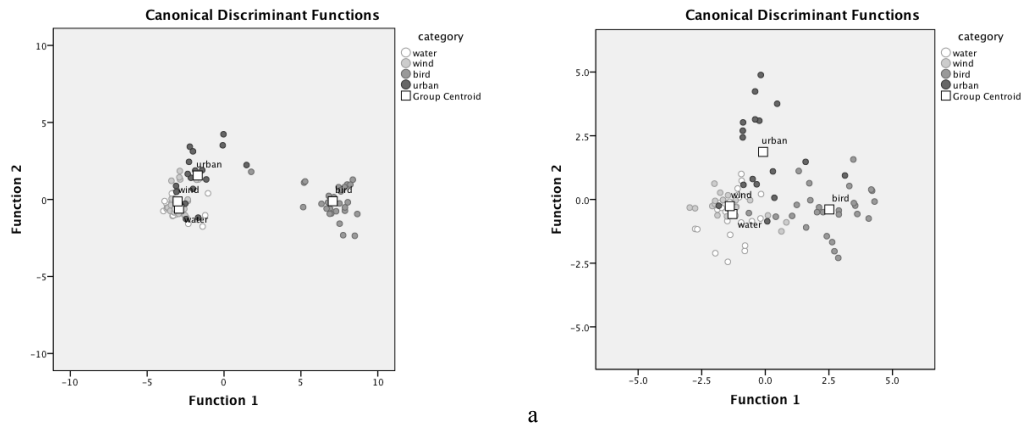 Canonical Discriminant Functions
category
water
wind
bird
urban
Group Centroid
10
5
0
-5
-10
Function 2
urban
wind
water
bird
-10
-5
0
5
10
Function 1
Canonical Discriminant Functions
category
water
wind
bird
urban
Group Centroid
5.0
2.5
0.0
-2.5
-5.0
Function 2
urban
wind
water
bird
-5.0
-2.5
0.0
2.5
5.0
Function 1
a